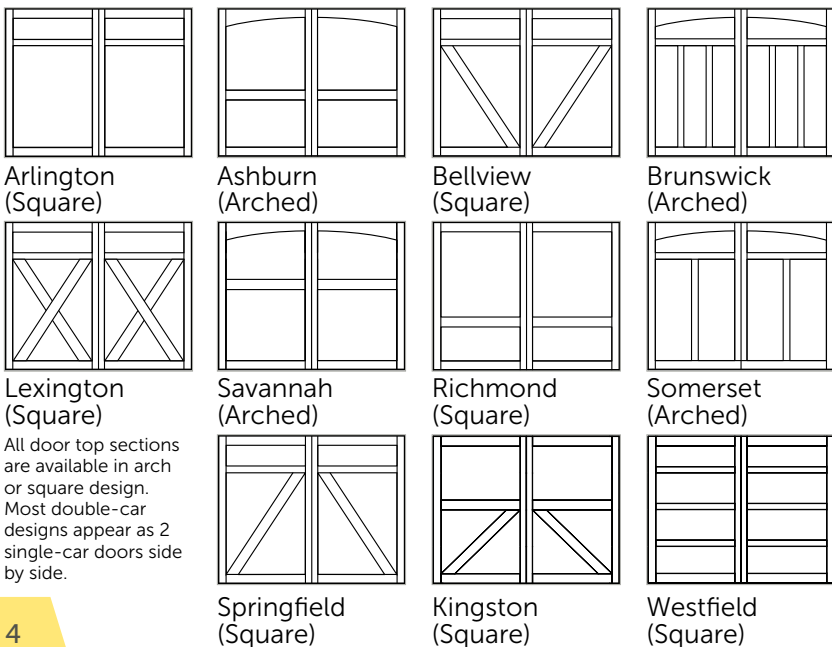 Arlington
(Square)
Ashburn
(Arched)
Bellview
(Square)
Brunswick
(Arched)
Lexington
(Square)
Savannah
(Arched)
Richmond
(Square)
Somerset
(Arched)
All door top sections
are available in arch
or square design.
Most double-car
designs appear as 2
single-car doors side
by side.
Springfield
(Square)
Kingston
(Square)
Westfield
(Square)
4